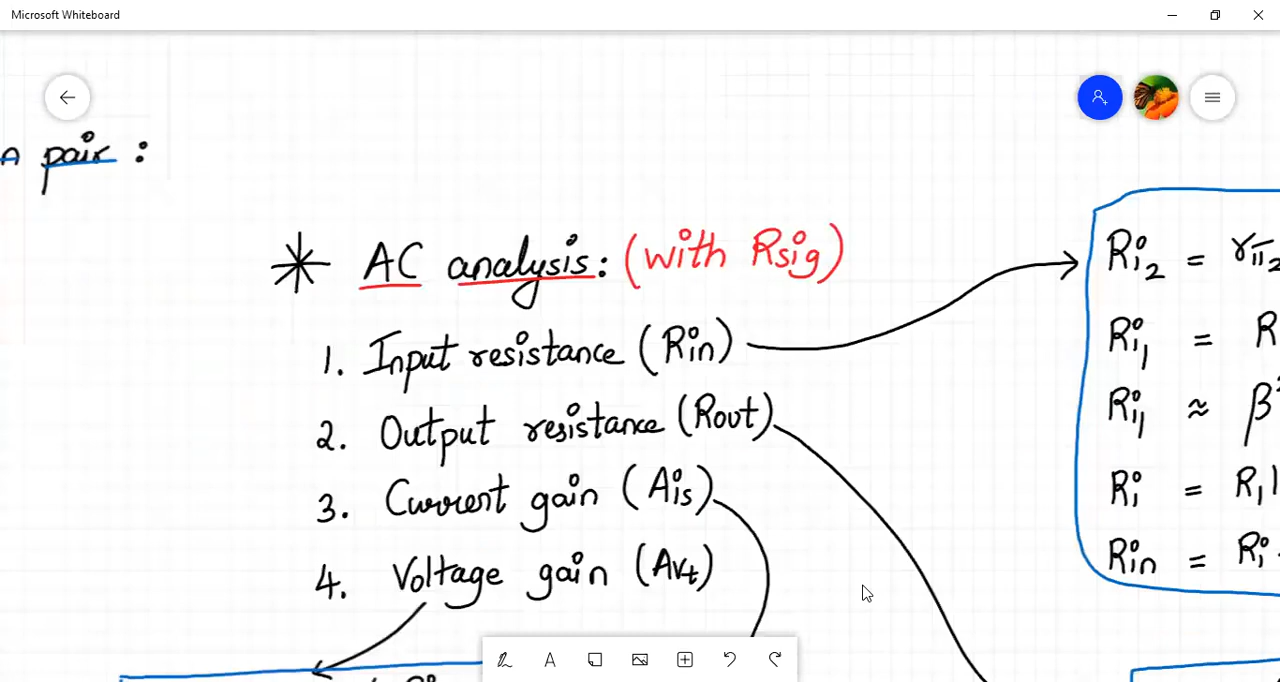 Microsoft Whiteboard
pair :
AC analysis: (with Rsig)
1. Input resistance (Rin)
2. Output resistance (Rout)
3. Current gain (Ais)
4. Voltage gain (Avt)
Ri2 = rπ2
Ri1 = R
Ri1 ≈ β
Ri = R1 ||
Rin = Ri